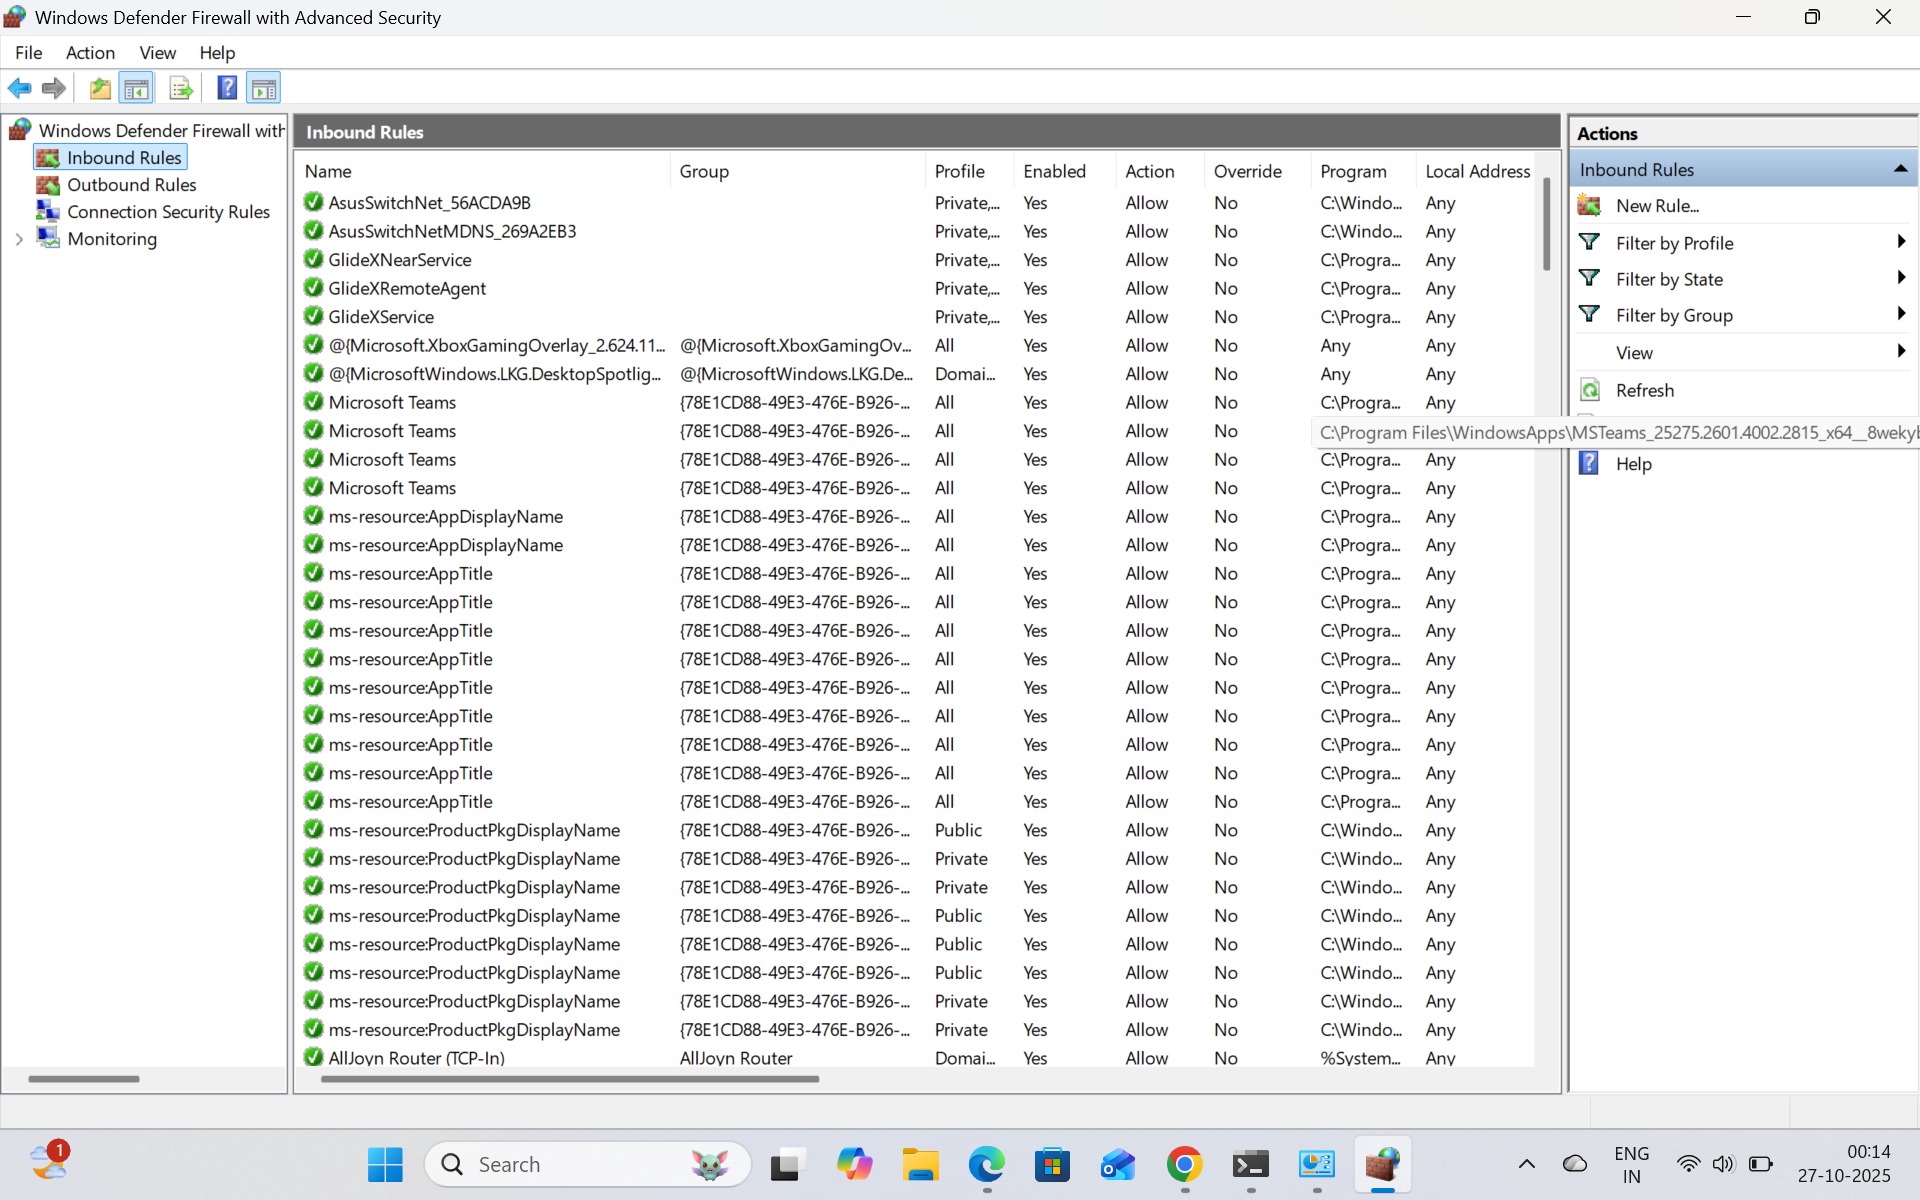 Windows Defender Firewall with Advanced Security
File Action View Help
Windows Defender Firewall with
Inbound Rules
Outbound Rules
Connection Security Rules
Monitoring
Inbound Rules
Name Group Profile Enabled Action Override Program Local Address
AsusSwitchNet_56ACDA9B Private,... Yes Allow No C:\Windo... Any
AsusSwitchNetMDNS_269A2EB3 Private,... Yes Allow No C:\Windo... Any
GlideXNearService Private,... Yes Allow No C:\Progra... Any
GlideXRemoteAgent Private,... Yes Allow No C:\Progra... Any
GlideXService Private,... Yes Allow No C:\Progra... Any
@{Microsoft.XboxGamingOverlay_2.624.11... @{Microsoft.XboxGamingOv... All Yes Allow No Any Any
@{MicrosoftWindows.LKG.DesktopSpotlig... @{MicrosoftWindows.LKG.De... Domai... Yes Allow No Any Any
Microsoft Teams {78E1CD88-49E3-476E-B926-... All Yes Allow No C:\Progra... Any
Microsoft Teams {78E1CD88-49E3-476E-B926-... All Yes Allow No C:\Program Files\WindowsApps\MSTeams_25275.2601.4002.2815_x64__8wekyb
Microsoft Teams {78E1CD88-49E3-476E-B926-... All Yes Allow No C:\Progra... Any
Microsoft Teams {78E1CD88-49E3-476E-B926-... All Yes Allow No C:\Progra... Any
ms-resource:AppDisplayName {78E1CD88-49E3-476E-B926-... All Yes Allow No C:\Progra... Any
ms-resource:AppDisplayName {78E1CD88-49E3-476E-B926-... All Yes Allow No C:\Progra... Any
ms-resource:AppTitle {78E1CD88-49E3-476E-B926-... All Yes Allow No C:\Progra... Any
ms-resource:AppTitle {78E1CD88-49E3-476E-B926-... All Yes Allow No C:\Progra... Any
ms-resource:AppTitle {78E1CD88-49E3-476E-B926-... All Yes Allow No C:\Progra... Any
ms-resource:AppTitle {78E1CD88-49E3-476E-B926-... All Yes Allow No C:\Progra... Any
ms-resource:AppTitle {78E1CD88-49E3-476E-B926-... All Yes Allow No C:\Progra... Any
ms-resource:AppTitle {78E1CD88-49E3-476E-B926-... All Yes Allow No C:\Progra... Any
ms-resource:AppTitle {78E1CD88-49E3-476E-B926-... All Yes Allow No C:\Progra... Any
ms-resource:AppTitle {78E1CD88-49E3-476E-B926-... All Yes Allow No C:\Progra... Any
ms-resource:AppTitle {78E1CD88-49E3-476E-B926-... All Yes Allow No C:\Progra... Any
ms-resource:ProductPkgDisplayName {78E1CD88-49E3-476E-B926-... Public Yes Allow No C:\Windo... Any
ms-resource:ProductPkgDisplayName {78E1CD88-49E3-476E-B926-... Private Yes Allow No C:\Windo... Any
ms-resource:ProductPkgDisplayName {78E1CD88-49E3-476E-B926-... Private Yes Allow No C:\Windo... Any
ms-resource:ProductPkgDisplayName {78E1CD88-49E3-476E-B926-... Public Yes Allow No C:\Windo... Any
ms-resource:ProductPkgDisplayName {78E1CD88-49E3-476E-B926-... Public Yes Allow No C:\Windo... Any
ms-resource:ProductPkgDisplayName {78E1CD88-49E3-476E-B926-... Public Yes Allow No C:\Windo... Any
ms-resource:ProductPkgDisplayName {78E1CD88-49E3-476E-B926-... Private Yes Allow No C:\Windo... Any
ms-resource:ProductPkgDisplayName {78E1CD88-49E3-476E-B926-... Private Yes Allow No C:\Windo... Any
AllJoyn Router (TCP-In) AllJoyn Router Domai... Yes Allow No %System... Any
Actions
Inbound Rules
New Rule...
Filter by Profile
Filter by State
Filter by Group
View
Refresh
Help
1
Search
ENG
IN
00:14
27-10-2025